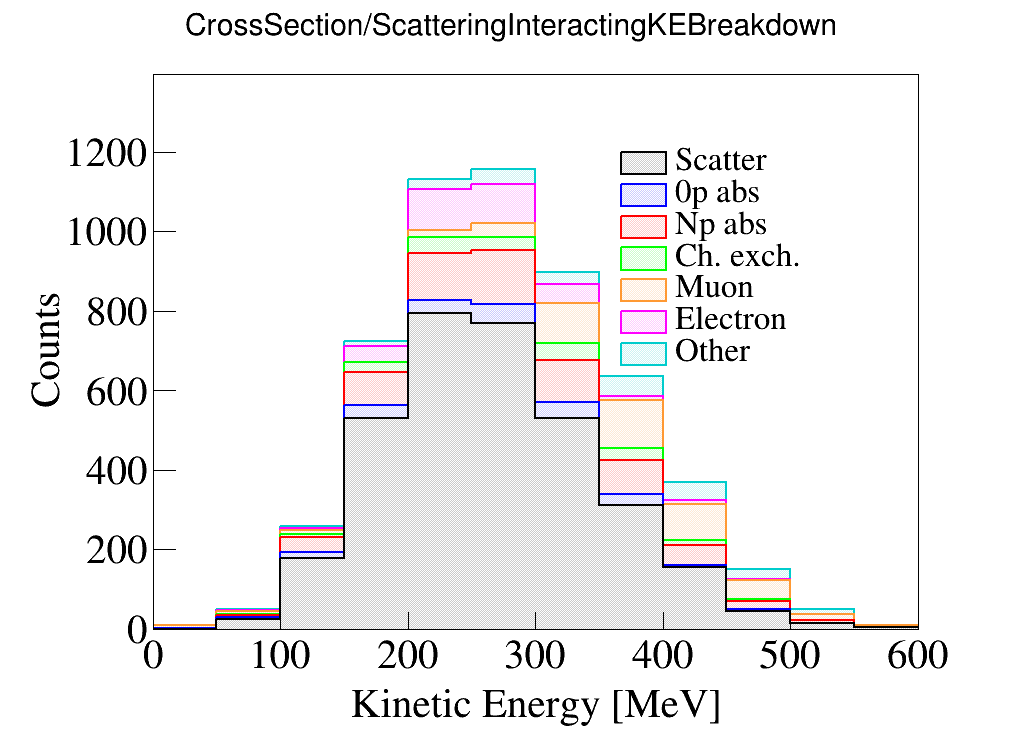 CrossSection/ScatteringInteractingKEBreakdown
Counts
1200
1000
800
600
400
200
0
Scatter
0p abs
Np abs
Ch. exch.
Muon
Electron
Other
0 100 200 300 400 500 600
Kinetic Energy [MeV]